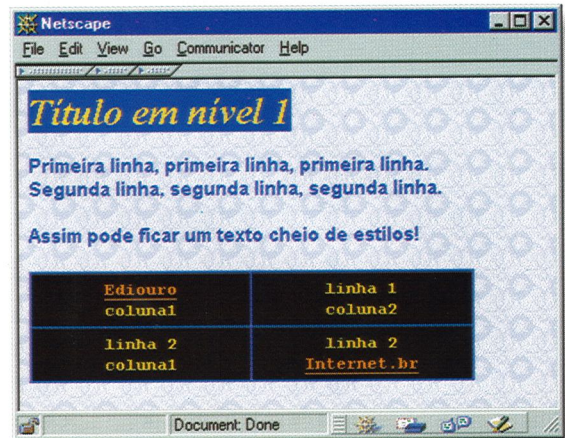 Netscape
File Edit View Go Communicator Help
Título em nível 1
Primeira linha, primeira linha, primeira linha.
Segunda linha, segunda linha, segunda linha.
Assim pode ficar um texto cheio de estilos!
Ediouro
coluna1
linha 1
coluna2
linha 2
coluna1
linha 2
Internet.br
Document: Done